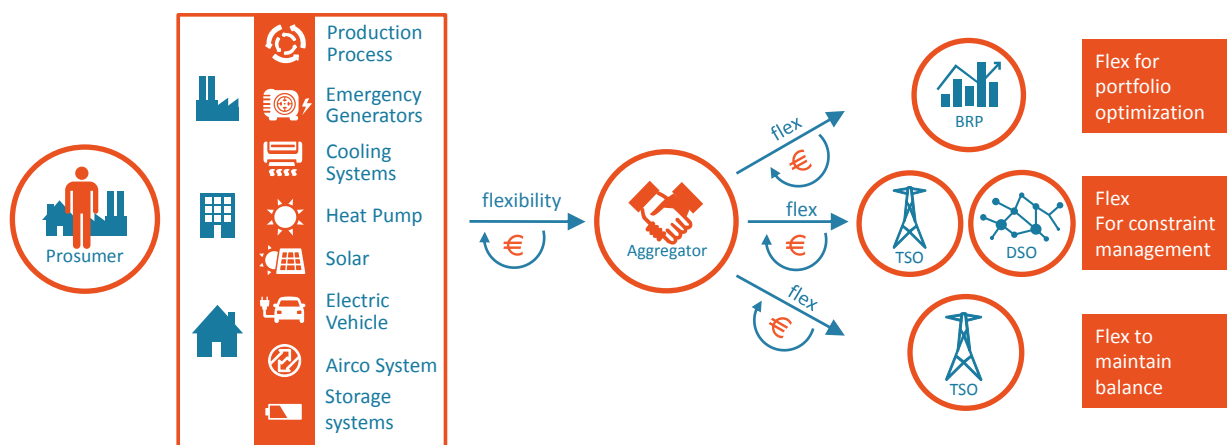 Prosumer
Production
Process
Emergency
Generators
Cooling
Systems
Heat Pump
Solar
Electric
Vehicle
Airco System
Storage
systems
flexibility
€
Aggregator
flex
€
flex
€
flex
€
BRP
TSO
DSO
TSO
Flex for
portfolio
optimization
Flex
For constraint
management
Flex to
maintain
balance